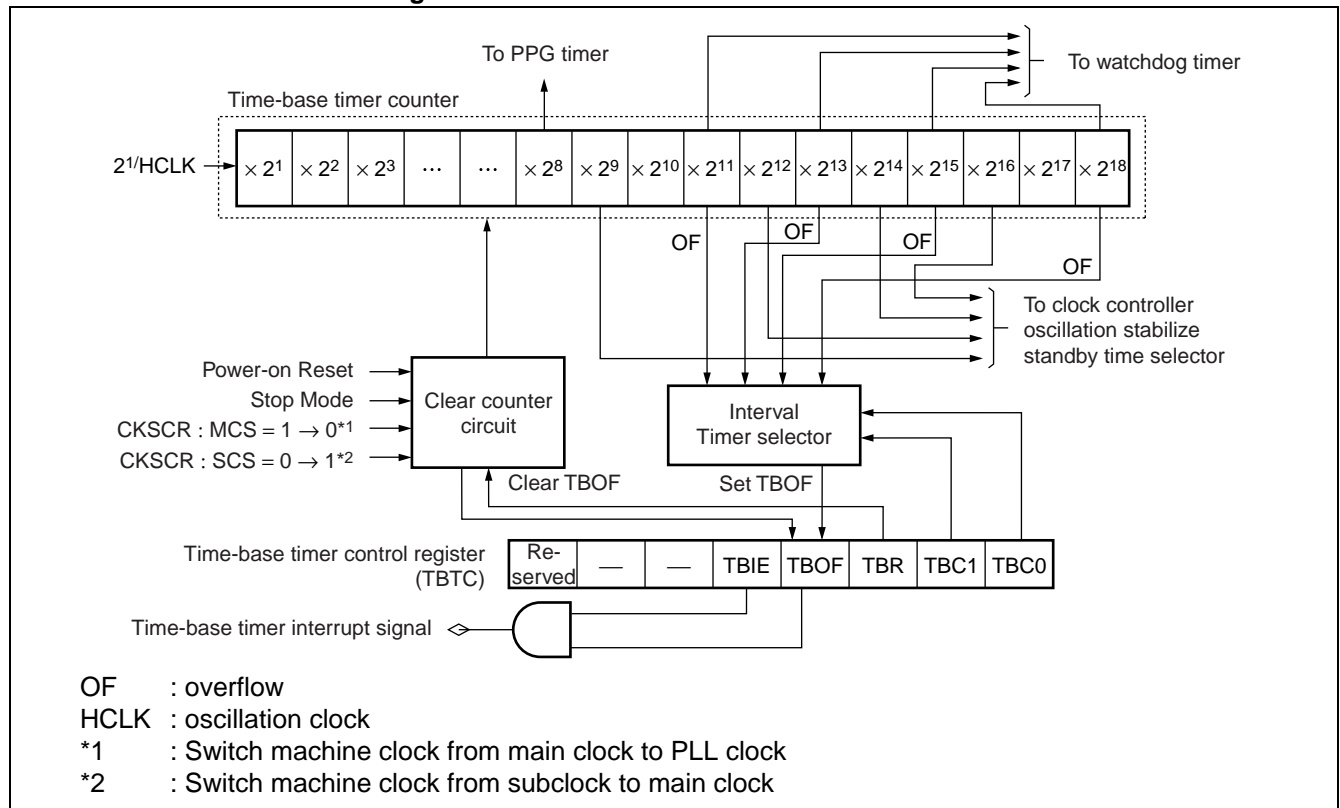 g
To PPG timer
To watchdog timer
Time-base timer counter
2¹/HCLK
× 2¹ × 2² × 2³ ... ... × 2⁸ × 2⁹ × 2¹⁰ × 2¹¹ × 2¹² × 2¹³ × 2¹⁴ × 2¹⁵ × 2¹⁶ × 2¹⁷ × 2¹⁸
OF OF OF OF
To clock controller
oscillation stabilize
standby time selector
Power-on Reset
Stop Mode
CKSCR : MCS = 1 → 0*1
CKSCR : SCS = 0 → 1*2
Clear counter
circuit
Interval
Timer selector
Clear TBOF
Set TBOF
Time-base timer control register
(TBTC)
Re-
served — — TBIE TBOF TBR TBC1 TBC0
Time-base timer interrupt signal
OF : overflow
HCLK : oscillation clock
*1 : Switch machine clock from main clock to PLL clock
*2 : Switch machine clock from subclock to main clock